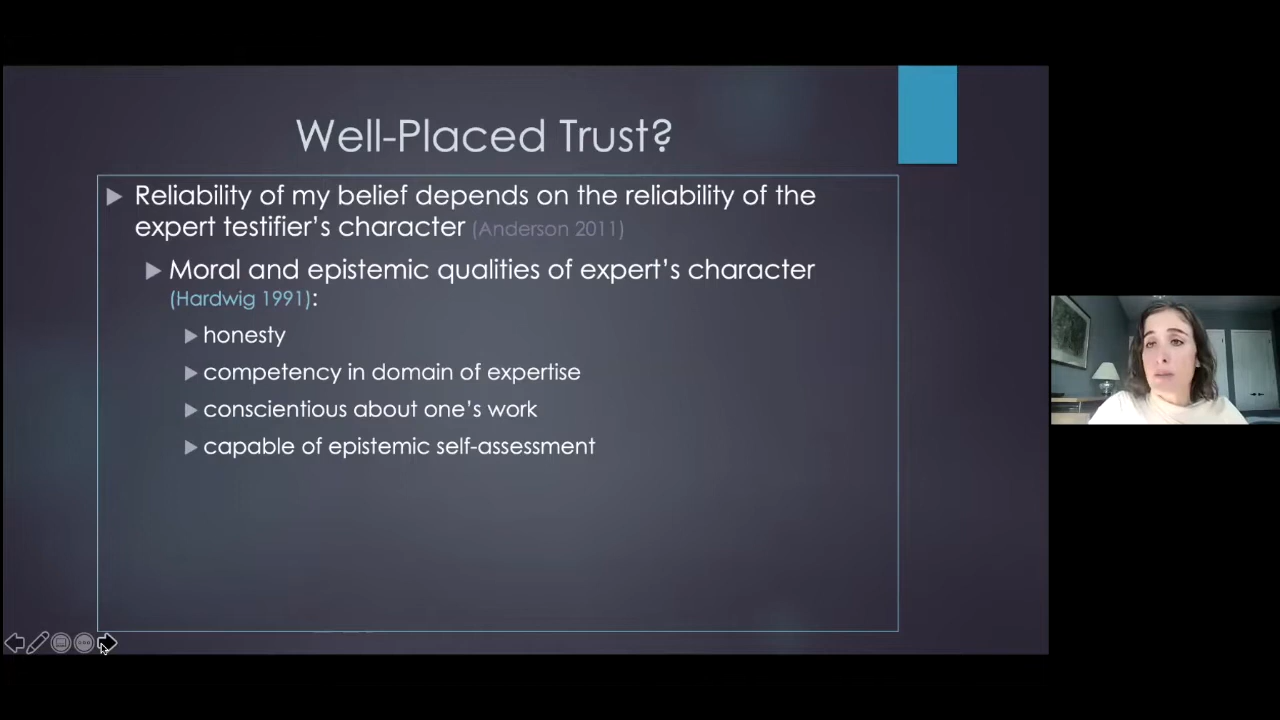 Well-Placed Trust?
Reliability of my belief depends on the reliability of the
expert testifier's character (Anderson 2011)
Moral and epistemic qualities of expert's character
(Hardwig 1991):
honesty
competency in domain of expertise
conscientious about one's work
capable of epistemic self-assessment